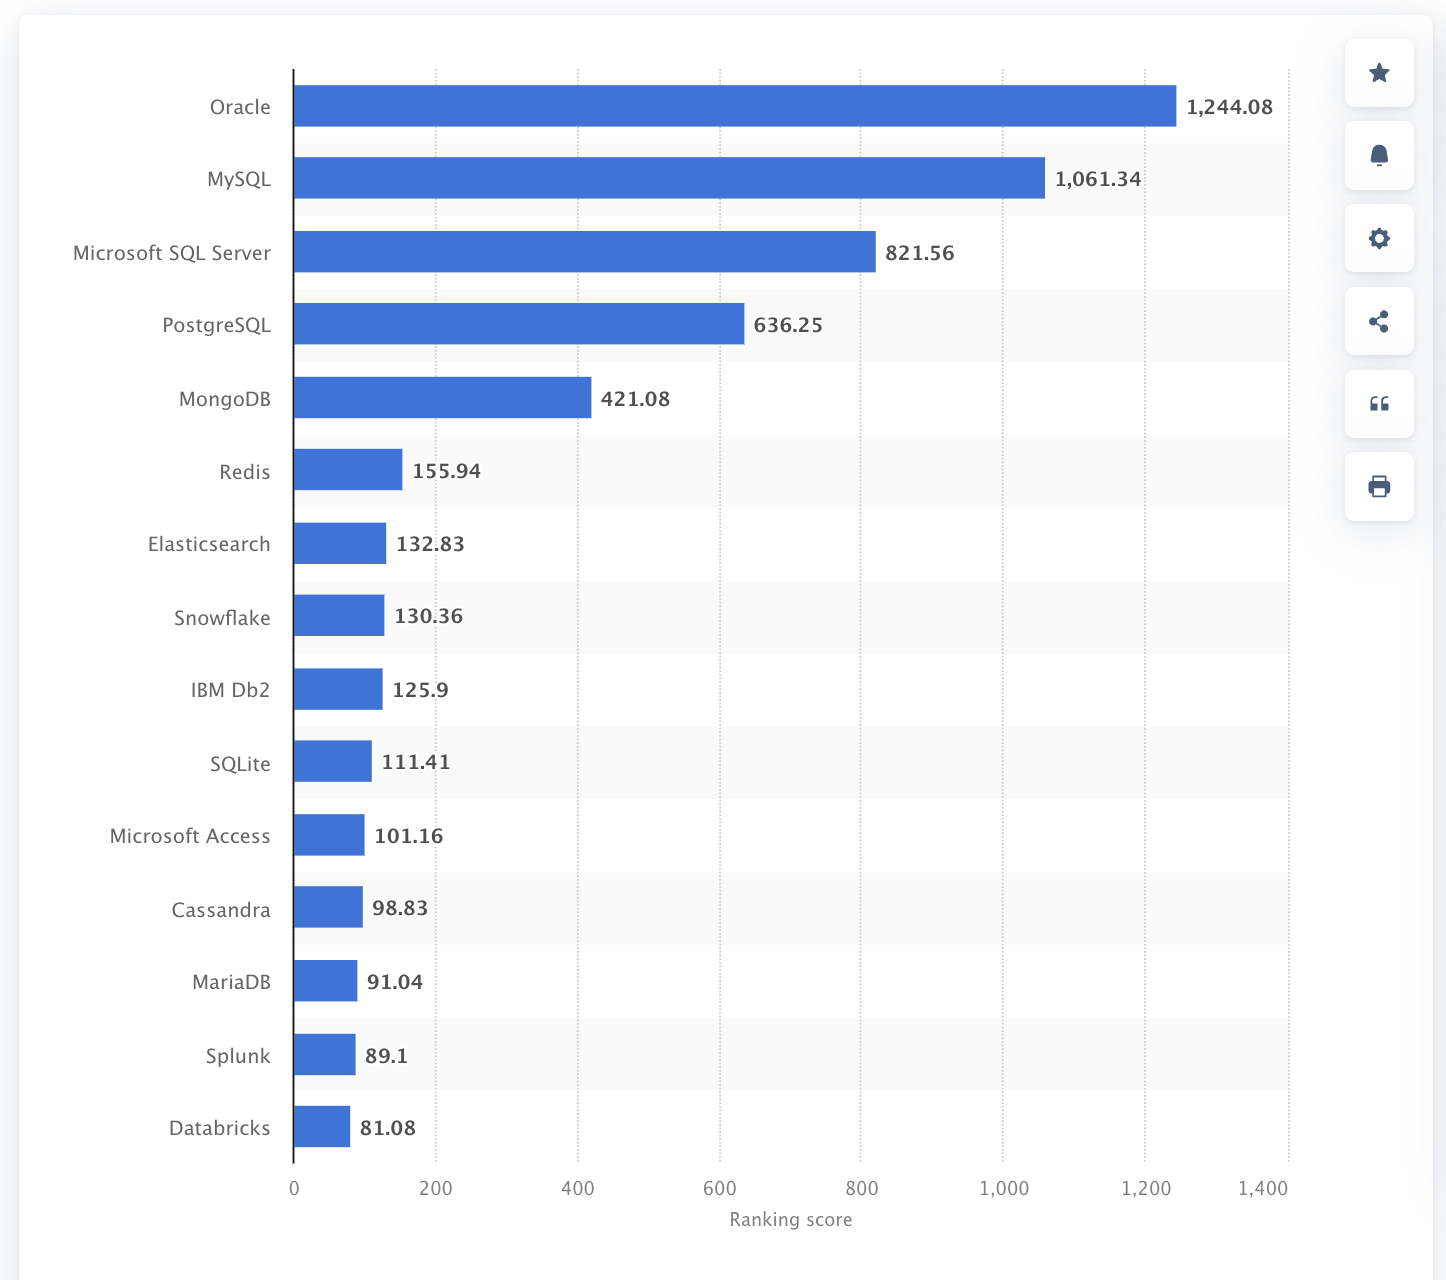 Oracle 1,244.08
MySQL 1,061.34
Microsoft SQL Server 821.56
PostgreSQL 636.25
MongoDB 421.08
Redis 155.94
Elasticsearch 132.83
Snowflake 130.36
IBM Db2 125.9
SQLite 111.41
Microsoft Access 101.16
Cassandra 98.83
MariaDB 91.04
Splunk 89.1
Databricks 81.08
0 200 400 600 800 1,000 1,200 1,400
Ranking score